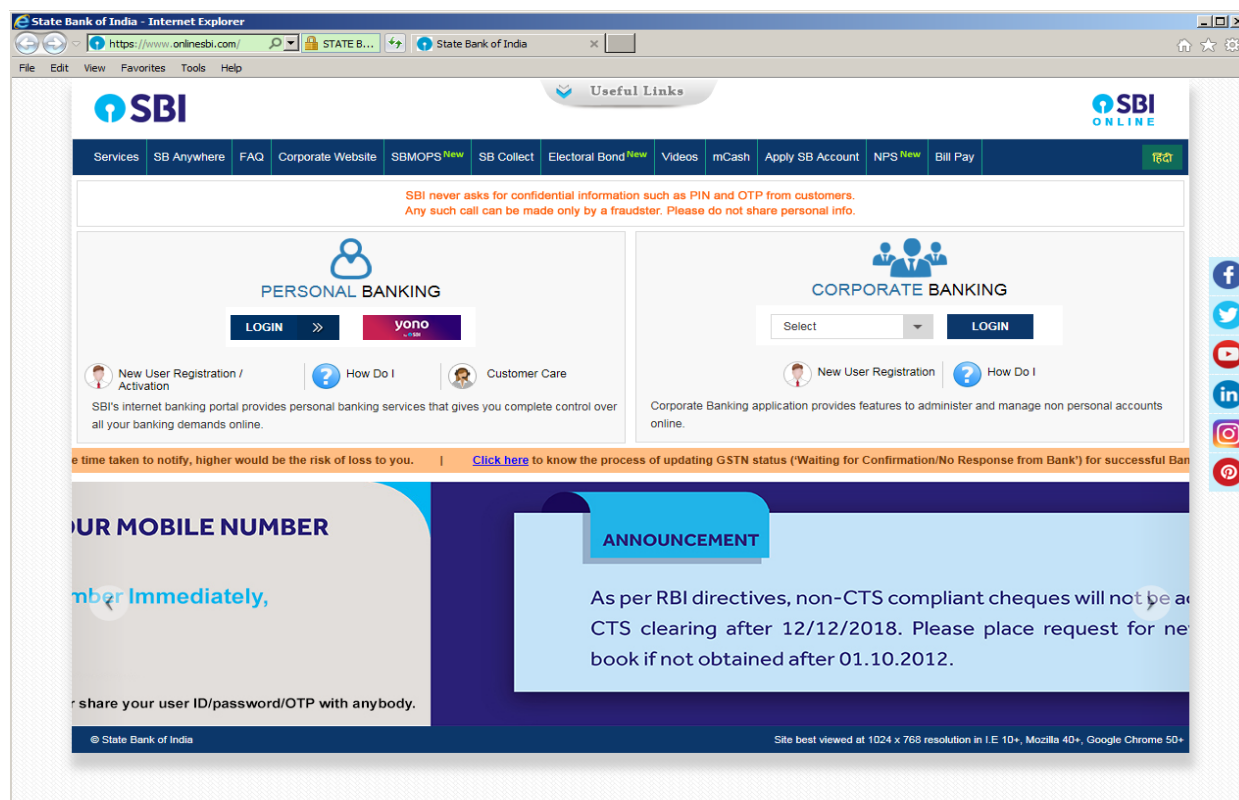 State Bank of India - Internet Explorer
https://www.onlinesbi.com/ STATE B... State Bank of India
File Edit View Favorites Tools Help
Useful Links
SBI
SBI
ONLINE
Services SB Anywhere FAQ Corporate Website SBMOPS New SB Collect Electoral Bond New Videos mCash Apply SB Account NPS New Bill Pay हिंदी
SBI never asks for confidential information such as PIN and OTP from customers.
Any such call can be made only by a fraudster. Please do not share personal info.
PERSONAL BANKING
LOGIN » yono
by SBI
New User Registration /
Activation
How Do I
Customer Care
SBI's internet banking portal provides personal banking services that gives you complete control over
all your banking demands online.
CORPORATE BANKING
Select LOGIN
New User Registration
How Do I
Corporate Banking application provides features to administer and manage non personal accounts
online.
e time taken to notify, higher would be the risk of loss to you. | Click here to know the process of updating GSTN status ('Waiting for Confirmation/No Response from Bank') for successful Ban
UR MOBILE NUMBER
mber Immediately,
r share your user ID/password/OTP with anybody.
ANNOUNCEMENT
As per RBI directives, non-CTS compliant cheques will not be a
CTS clearing after 12/12/2018. Please place request for ne
book if not obtained after 01.10.2012.
© State Bank of India
Site best viewed at 1024 x 768 resolution in I.E 10+, Mozilla 40+, Google Chrome 50+